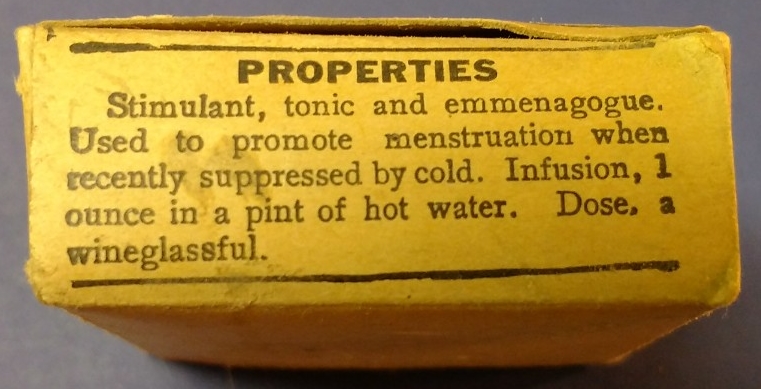 PROPERTIES
Stimulant, tonic and emmenagogue.
Used to promote menstruation when
recently suppressed by cold. Infusion, 1
ounce in a pint of hot water. Dose, a
wineglassful.